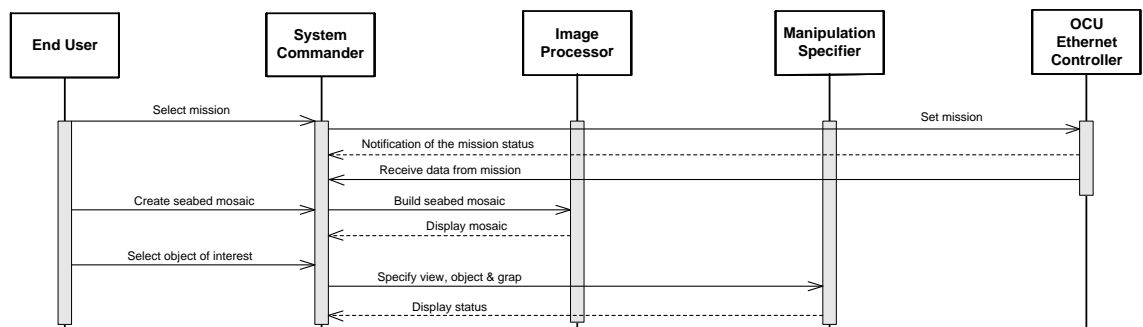 End User
System
Commander
Image
Processor
Manipulation
Specifier
OCU
Ethernet
Controller
Select mission
Set mission
Notification of the mission status
Receive data from mission
Create seabed mosaic
Build seabed mosaic
Display mosaic
Select object of interest
Specify view, object & grap
Display status